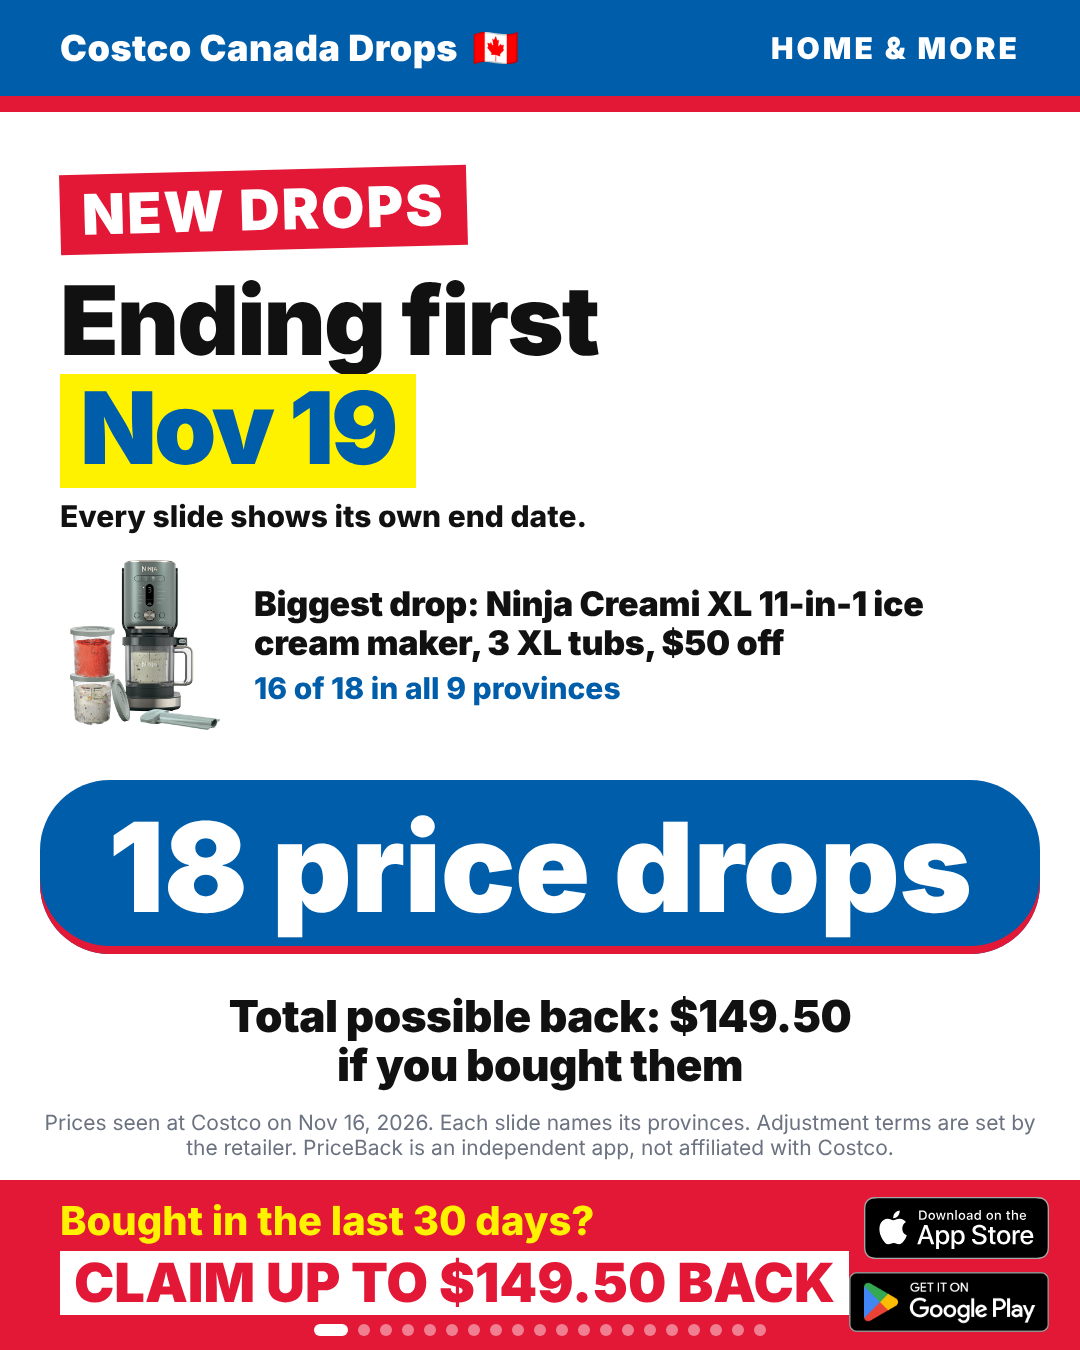 Costco Canada Drops 🇨🇦
HOME & MORE
NEW DROPS
Ending first
Nov 19
Every slide shows its own end date.
NINJA
Biggest drop: Ninja Creami XL 11-in-1 ice
cream maker, 3 XL tubs, $50 off
16 of 18 in all 9 provinces
18 price drops
Total possible back: $149.50
if you bought them
Prices seen at Costco on Nov 16, 2026. Each slide names its provinces. Adjustment terms are set by
the retailer. PriceBack is an independent app, not affiliated with Costco.
Bought in the last 30 days?
CLAIM UP TO $149.50 BACK
Download on the
App Store
GET IT ON
Google Play